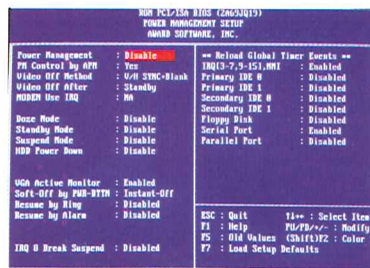 ROM PCI/ISA BIOS (2A69JQ19)
POWER MANAGEMENT SETUP
AWARD SOFTWARE, INC.
Power Management : Disable
PM Control by APM : Yes
Video Off Method : V/H SYNC+Blank
Video Off After : Standby
MODEM Use IRQ : NA
Doze Mode : Disable
Standby Mode : Disable
Suspend Mode : Disable
HDD Power Down : Disable
VGA Active Monitor : Enabled
Soft-Off by PWR-BTTN : Instant-Off
Resume by Ring : Disabled
Resume by Alarm : Disabled
IRQ 8 Break Suspend : Disabled
** Reload Global Timer Events **
IRQ[3-7,9-15],NMI : Enabled
Primary IDE 0 : Disabled
Primary IDE 1 : Disabled
Secondary IDE 0 : Disabled
Secondary IDE 1 : Disabled
Floppy Disk : Disabled
Serial Port : Enabled
Parallel Port : Disabled
ESC : Quit ↑↓↔ : Select Item
F1 : Help PU/PD/+/- : Modify
F5 : Old Values (Shift)F2 : Color
F7 : Load Setup Defaults